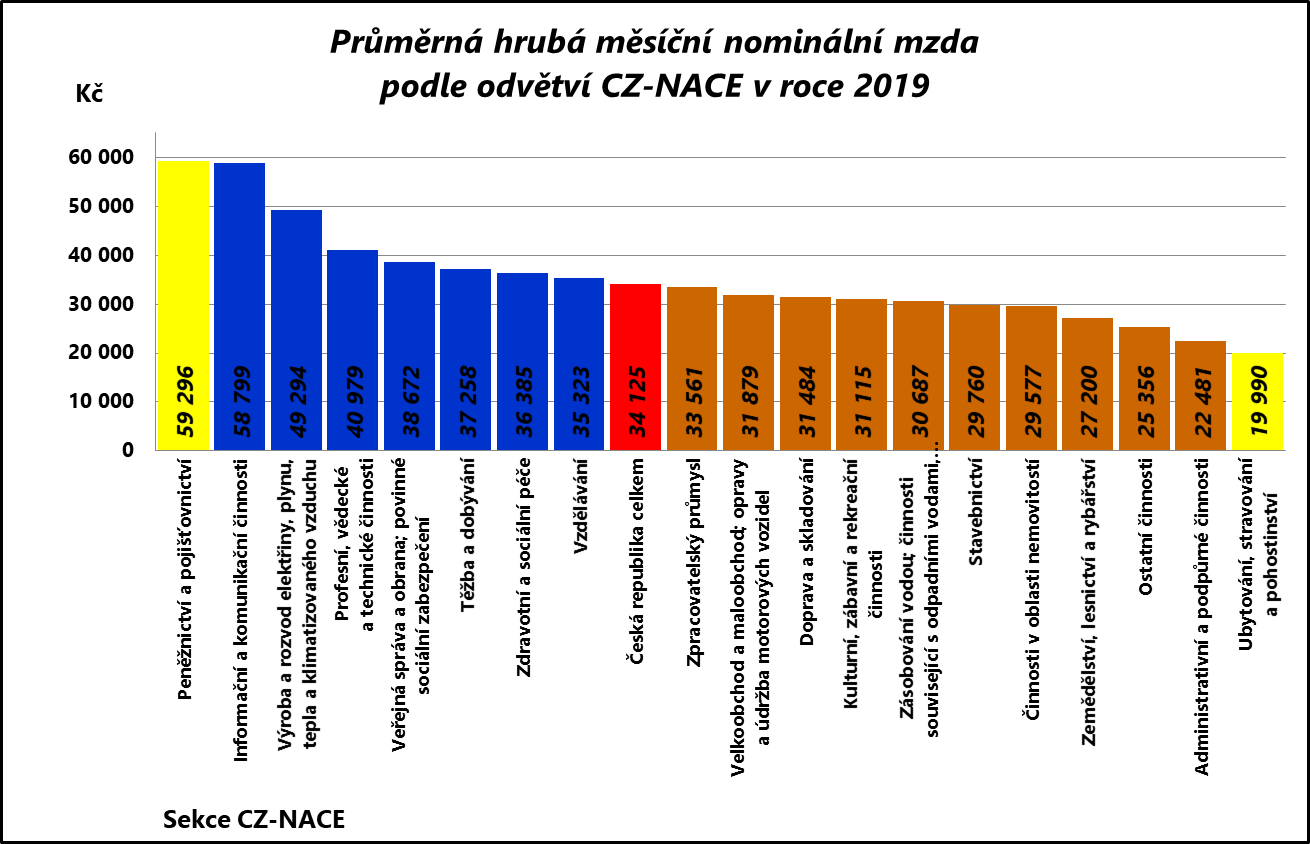 Průměrná hrubá měsíční nominální mzda
podle odvětví CZ-NACE v roce 2019
Kč
60 000
50 000
40 000
30 000
20 000
10 000
0
59 296
58 799
49 294
40 979
38 672
37 258
36 385
35 323
34 125
33 561
31 879
31 484
31 115
30 687
29 760
29 577
27 200
25 356
22 481
19 990
Peněžnictví a pojišťovnictví
Informační a komunikační činnosti
Výroba a rozvod elektřiny, plynu,
tepla a klimatizovaného vzduchu
Profesní, vědecké
a technické činnosti
Veřejná správa a obrana; povinné
sociální zabezpečení
Těžba a dobývání
Zdravotní a sociální péče
Vzdělávání
Česká republika celkem
Zpracovatelský průmysl
Velkoobchod a maloobchod; opravy
a údržba motorových vozidel
Doprava a skladování
Kulturní, zábavní a rekreační
činnosti
Zásobování vodou; činnosti
související s odpadními vodami,…
Stavebnictví
Činnosti v oblasti nemovitostí
Zemědělství, lesnictví a rybářství
Ostatní činnosti
Administrativní a podpůrné činnosti
Ubytování, stravování
a pohostinství
Sekce CZ-NACE